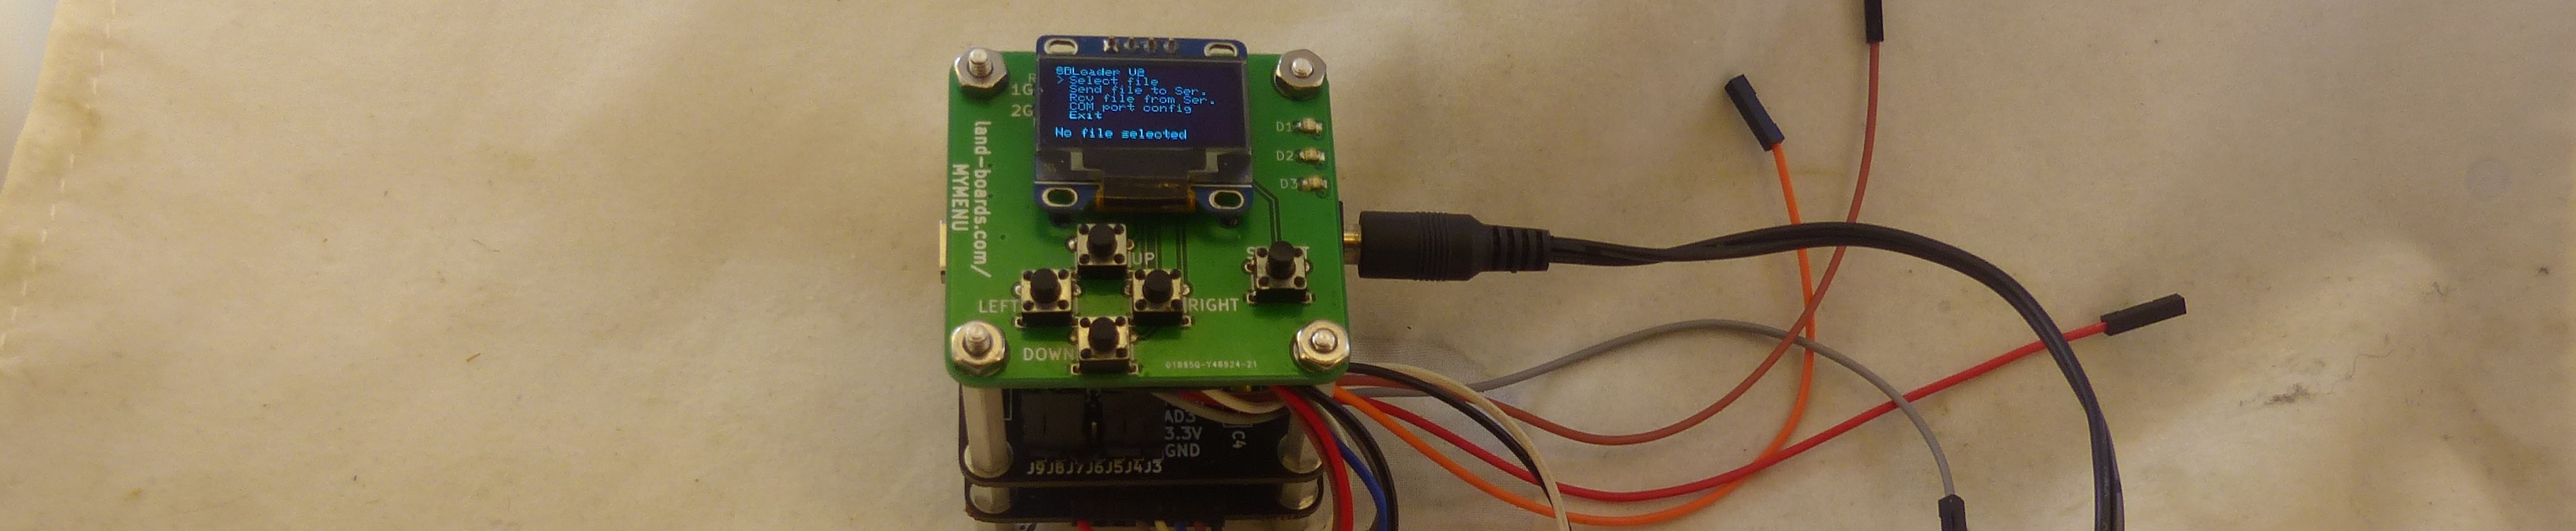 SDLoader V2
> Select file
Send file to Ser.
Rcv file from Ser.
COM port config
Exit
No file selected
1G
2G
land-boards.com/
MYMENU
D1
D2
D3
UP
LEFT
RIGHT
DOWN
AD3
3.3V
GND
C4
J9J8J7J6J5J4J3